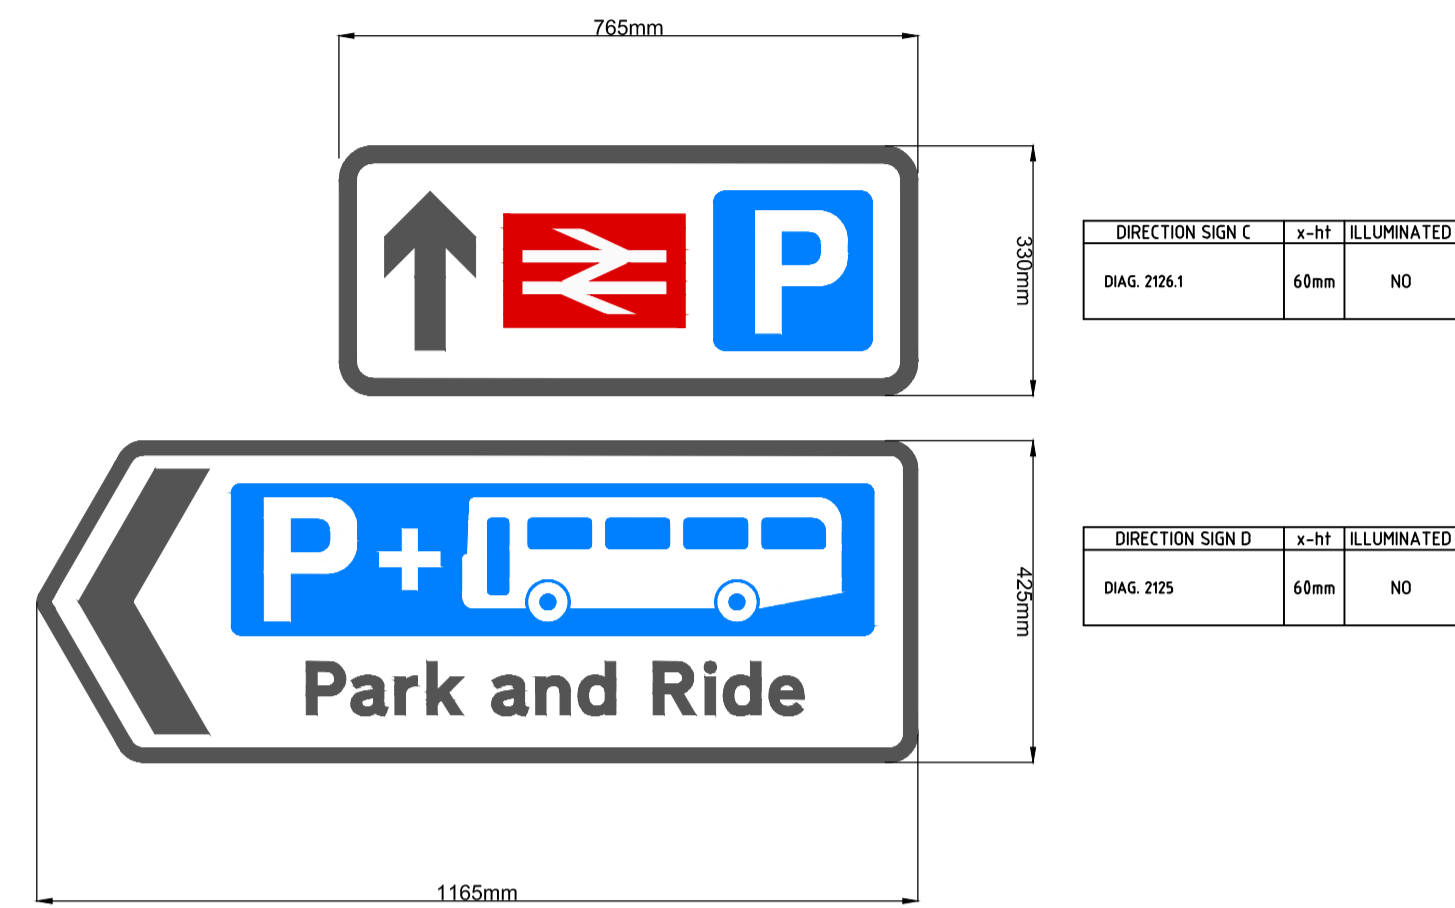 765mm
P
330mm
DIRECTION SIGN C x-ht ILLUMINATED
DIAG. 2126.1 60mm NO
P+
425mm
Park and Ride
DIRECTION SIGN D x-ht ILLUMINATED
DIAG. 2125 60mm NO
1165mm